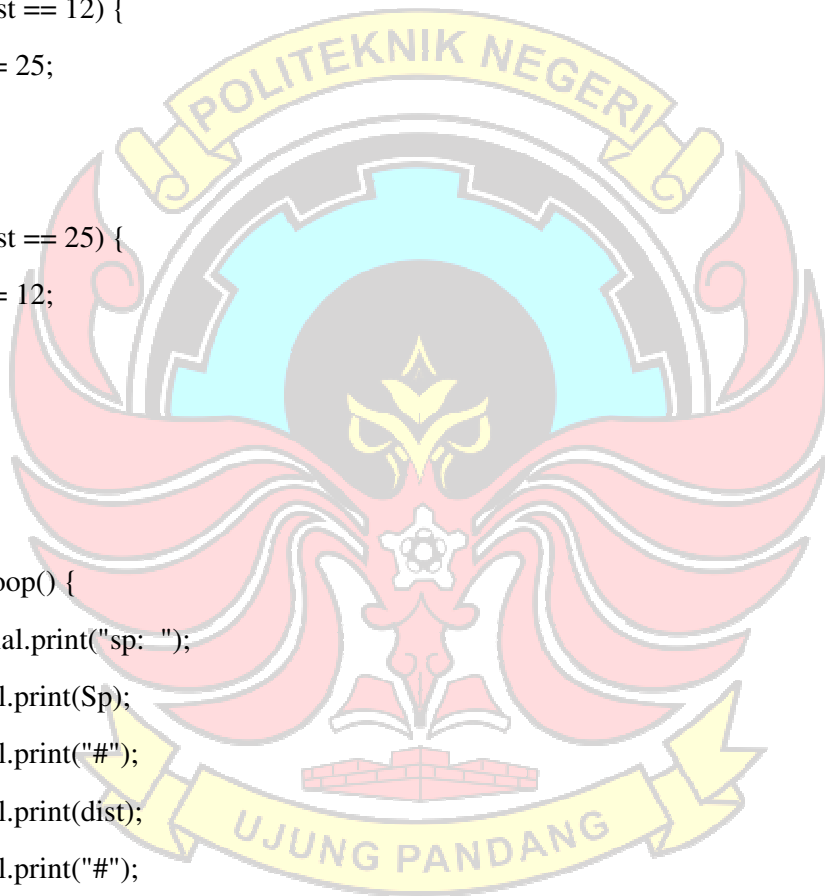 st == 12) {
= 25;
POLITEKNIK NEGERI
st == 25) {
= 12;
oop() {
al.print("sp:  ");
l.print(Sp);
l.print("#");
l.print(dist);
l.print("#");
UJUNG PANDANG